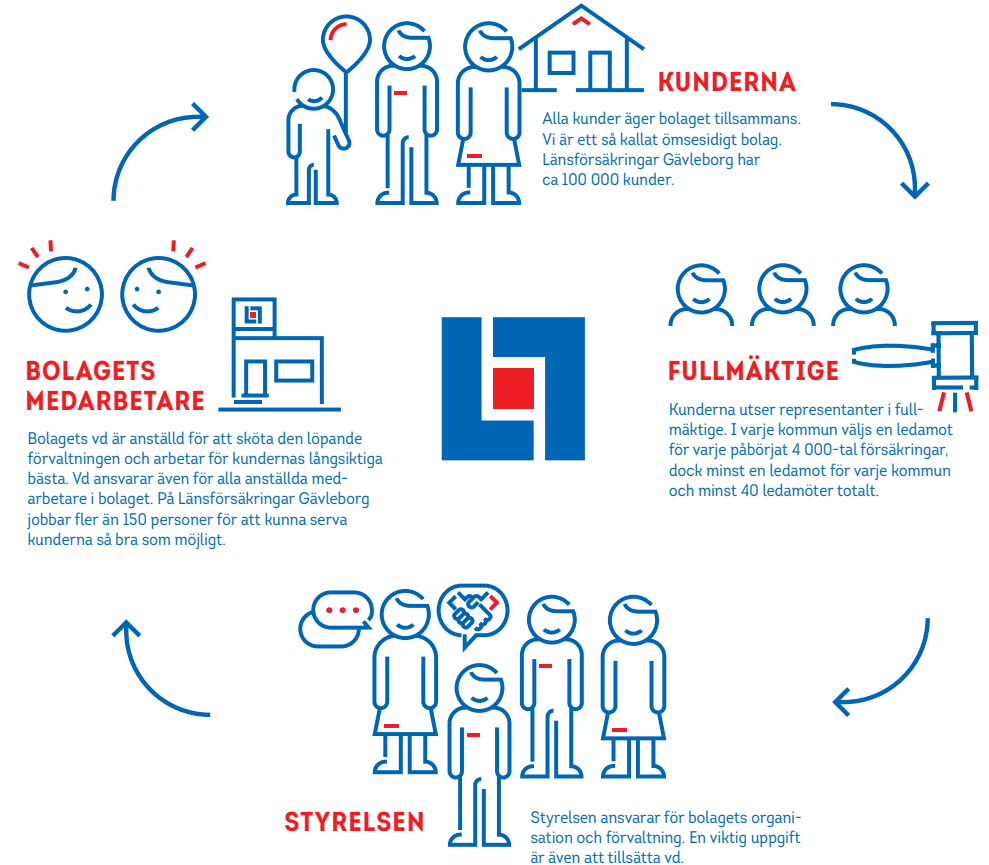 KUNDERNA
Alla kunder äger bolaget tillsammans.
Vi är ett så kallat ömsesidigt bolag.
Länsförsäkringar Gävleborg har
ca 100 000 kunder.
FULLMÄKTIGE
Kunderna utser representanter i full-
mäktige. I varje kommun väljs en ledamot
för varje påbörjat 4 000-tal försäkringar,
dock minst en ledamot för varje kommun
och minst 40 ledamöter totalt.
STYRELSEN
Styrelsen ansvarar för bolagets organi-
sation och förvaltning. En viktig uppgift
är även att tillsätta vd.
BOLAGETS
MEDARBETARE
Bolagets vd är anställd för att sköta den löpande
förvaltningen och arbetar för kundernas långsiktiga
bästa. Vd ansvarar även för alla anställda med-
arbetare i bolaget. På Länsförsäkringar Gävleborg
jobbar fler än 150 personer för att kunna serva
kunderna så bra som möjligt.